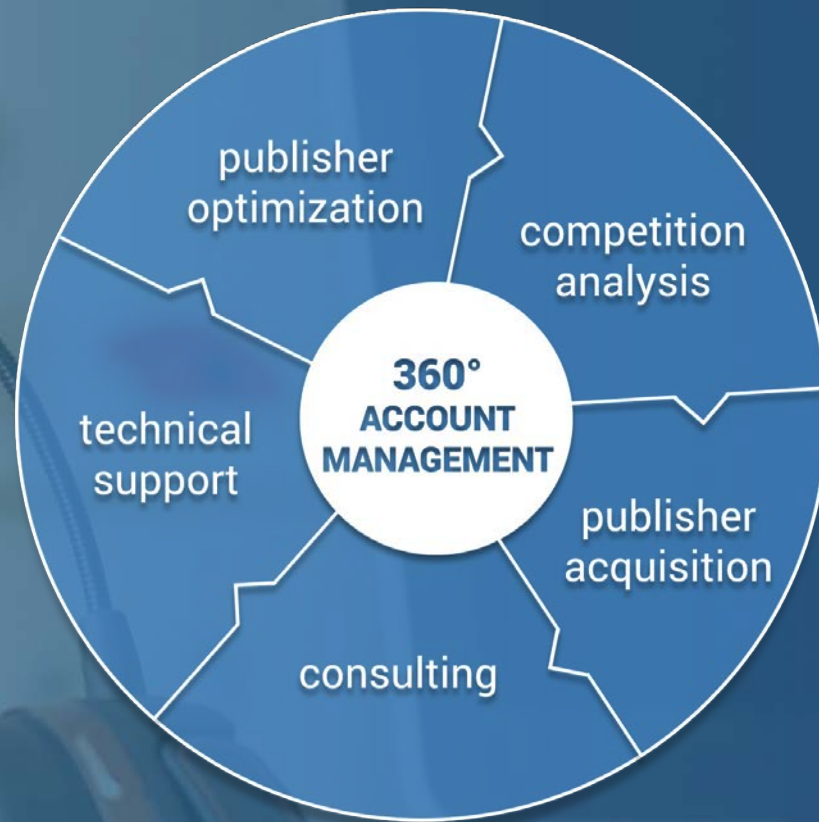 publisher
optimization
competition
analysis
360°
ACCOUNT
MANAGEMENT
technical
support
publisher
acquisition
consulting